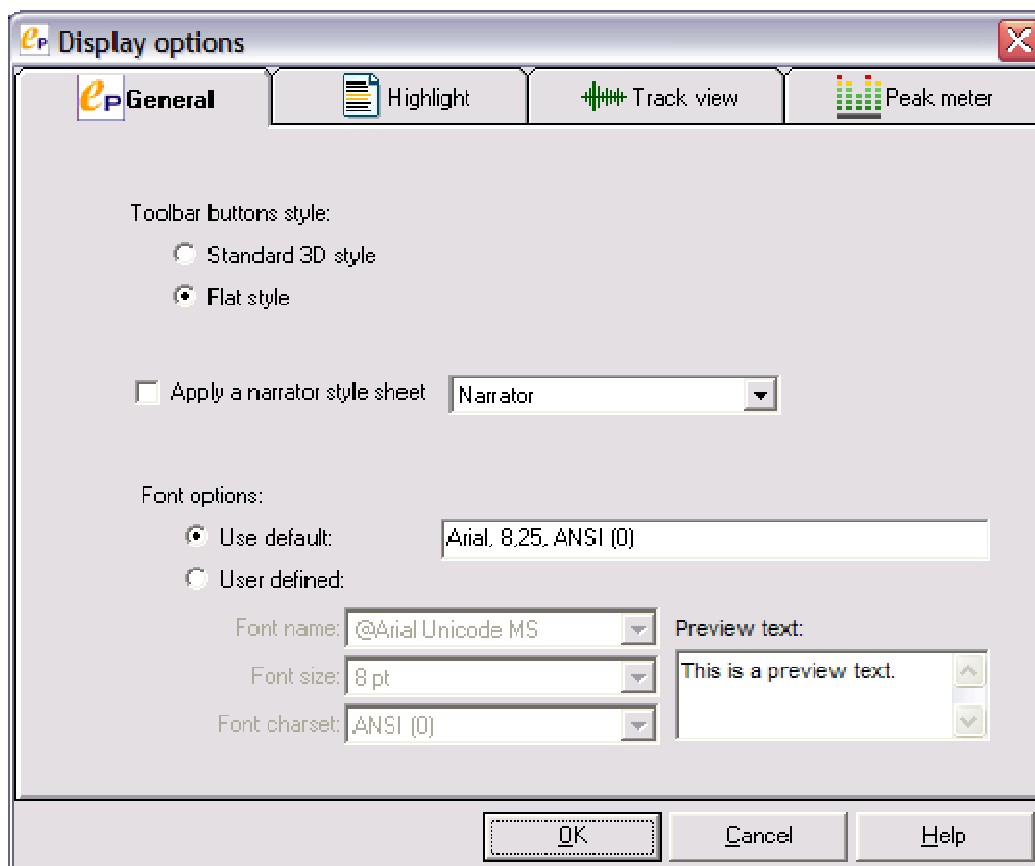 eP Display options
eP General Highlight Track view Peak meter
Toolbar buttons style:
Standard 3D style
Flat style
Apply a narrator style sheet Narrator
Font options:
Use default: Arial, 8,25, ANSI (0)
User defined:
Font name: @Arial Unicode MS Preview text:
Font size: 8 pt This is a preview text.
Font charset: ANSI (0)
OK Cancel Help